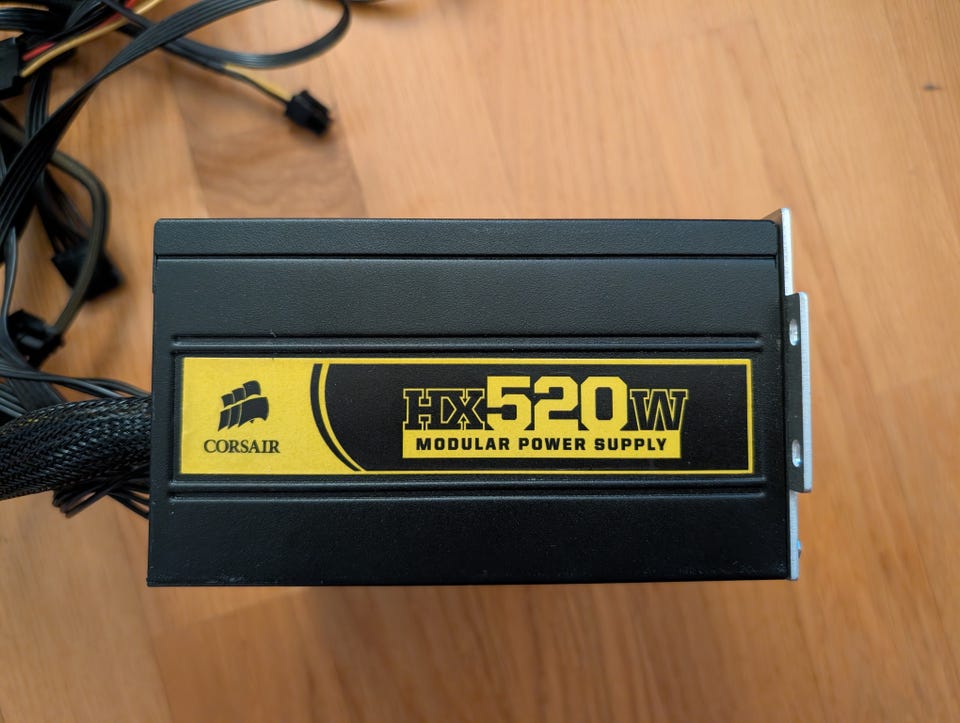 CORSAIR
HX520W
MODULAR POWER SUPPLY